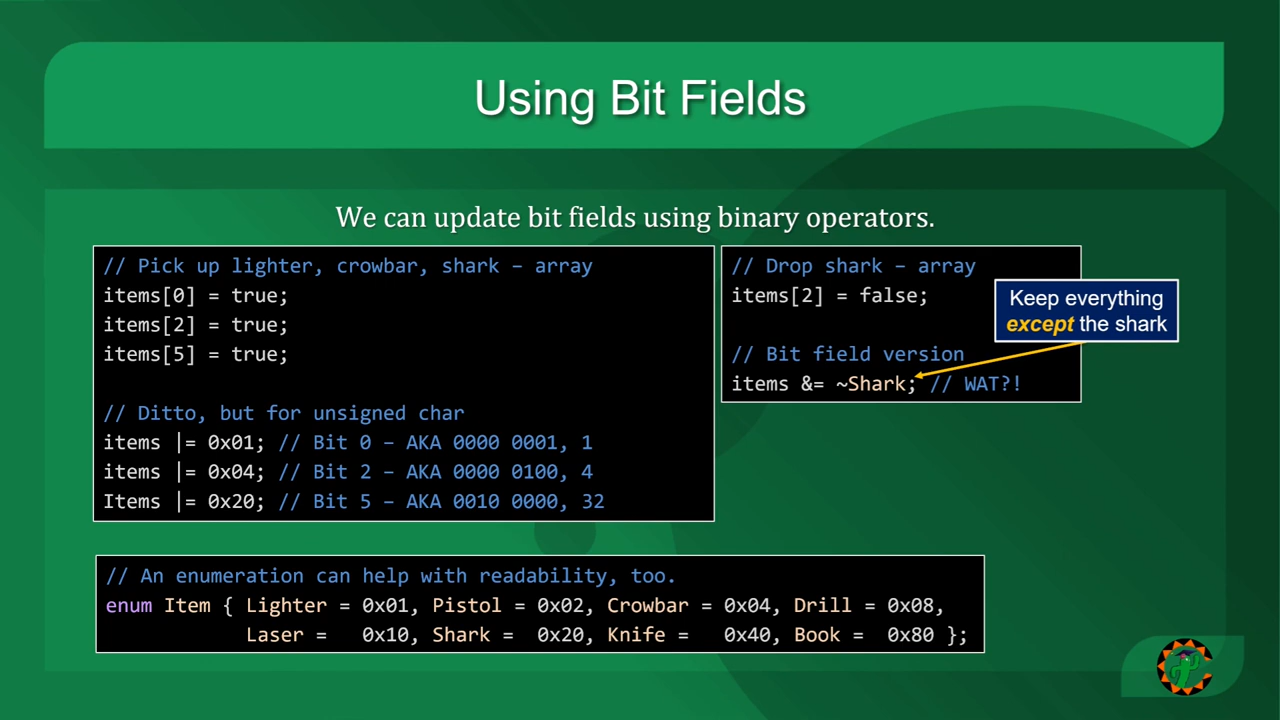 Using Bit Fields
We can update bit fields using binary operators.
// Pick up lighter, crowbar, shark – array
items[0] = true;
items[2] = true;
items[5] = true;
// Ditto, but for unsigned char
items |= 0x01; // Bit 0 – AKA 0000 0001, 1
items |= 0x04; // Bit 2 – AKA 0000 0100, 4
Items |= 0x20; // Bit 5 – AKA 0010 0000, 32
// Drop shark – array
items[2] = false;
// Bit field version
items &= ~Shark; // WAT?!
Keep everything
except the shark
// An enumeration can help with readability, too.
enum Item { Lighter = 0x01, Pistol = 0x02, Crowbar = 0x04, Drill = 0x08,
Laser = 0x10, Shark = 0x20, Knife = 0x40, Book = 0x80 };